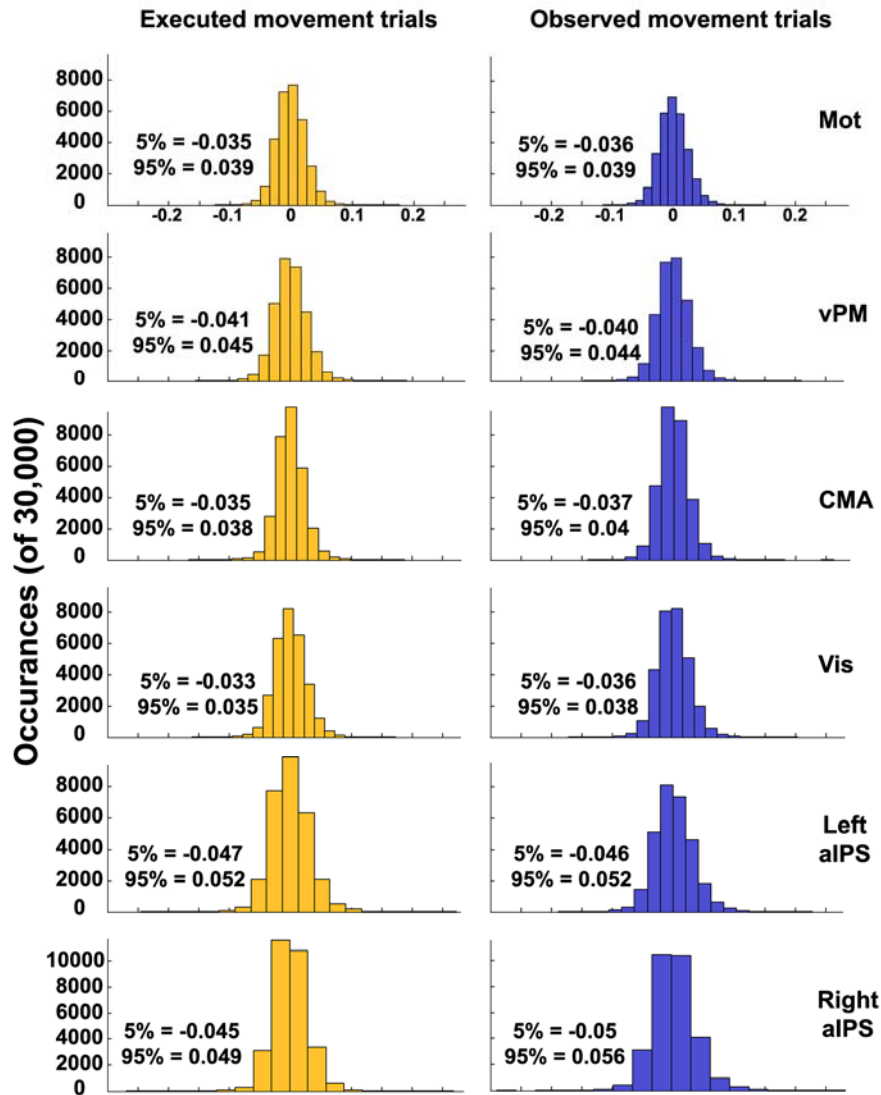 Executed movement trials
Observed movement trials
Occurances (of 30,000)
8000
6000
4000
2000
0
5% = -0.035
95% = 0.039
-0.2 -0.1 0 0.1 0.2
5% = -0.036
95% = 0.039
-0.2 -0.1 0 0.1 0.2
Mot
8000
6000
4000
2000
0
5% = -0.041
95% = 0.045
5% = -0.040
95% = 0.044
vPM
8000
6000
4000
2000
0
5% = -0.035
95% = 0.038
5% = -0.037
95% = 0.04
CMA
8000
6000
4000
2000
0
5% = -0.033
95% = 0.035
5% = -0.036
95% = 0.038
Vis
8000
6000
4000
2000
0
5% = -0.047
95% = 0.052
5% = -0.046
95% = 0.052
Left
aIPS
10000
8000
6000
4000
2000
0
5% = -0.045
95% = 0.049
5% = -0.05
95% = 0.056
Right
aIPS